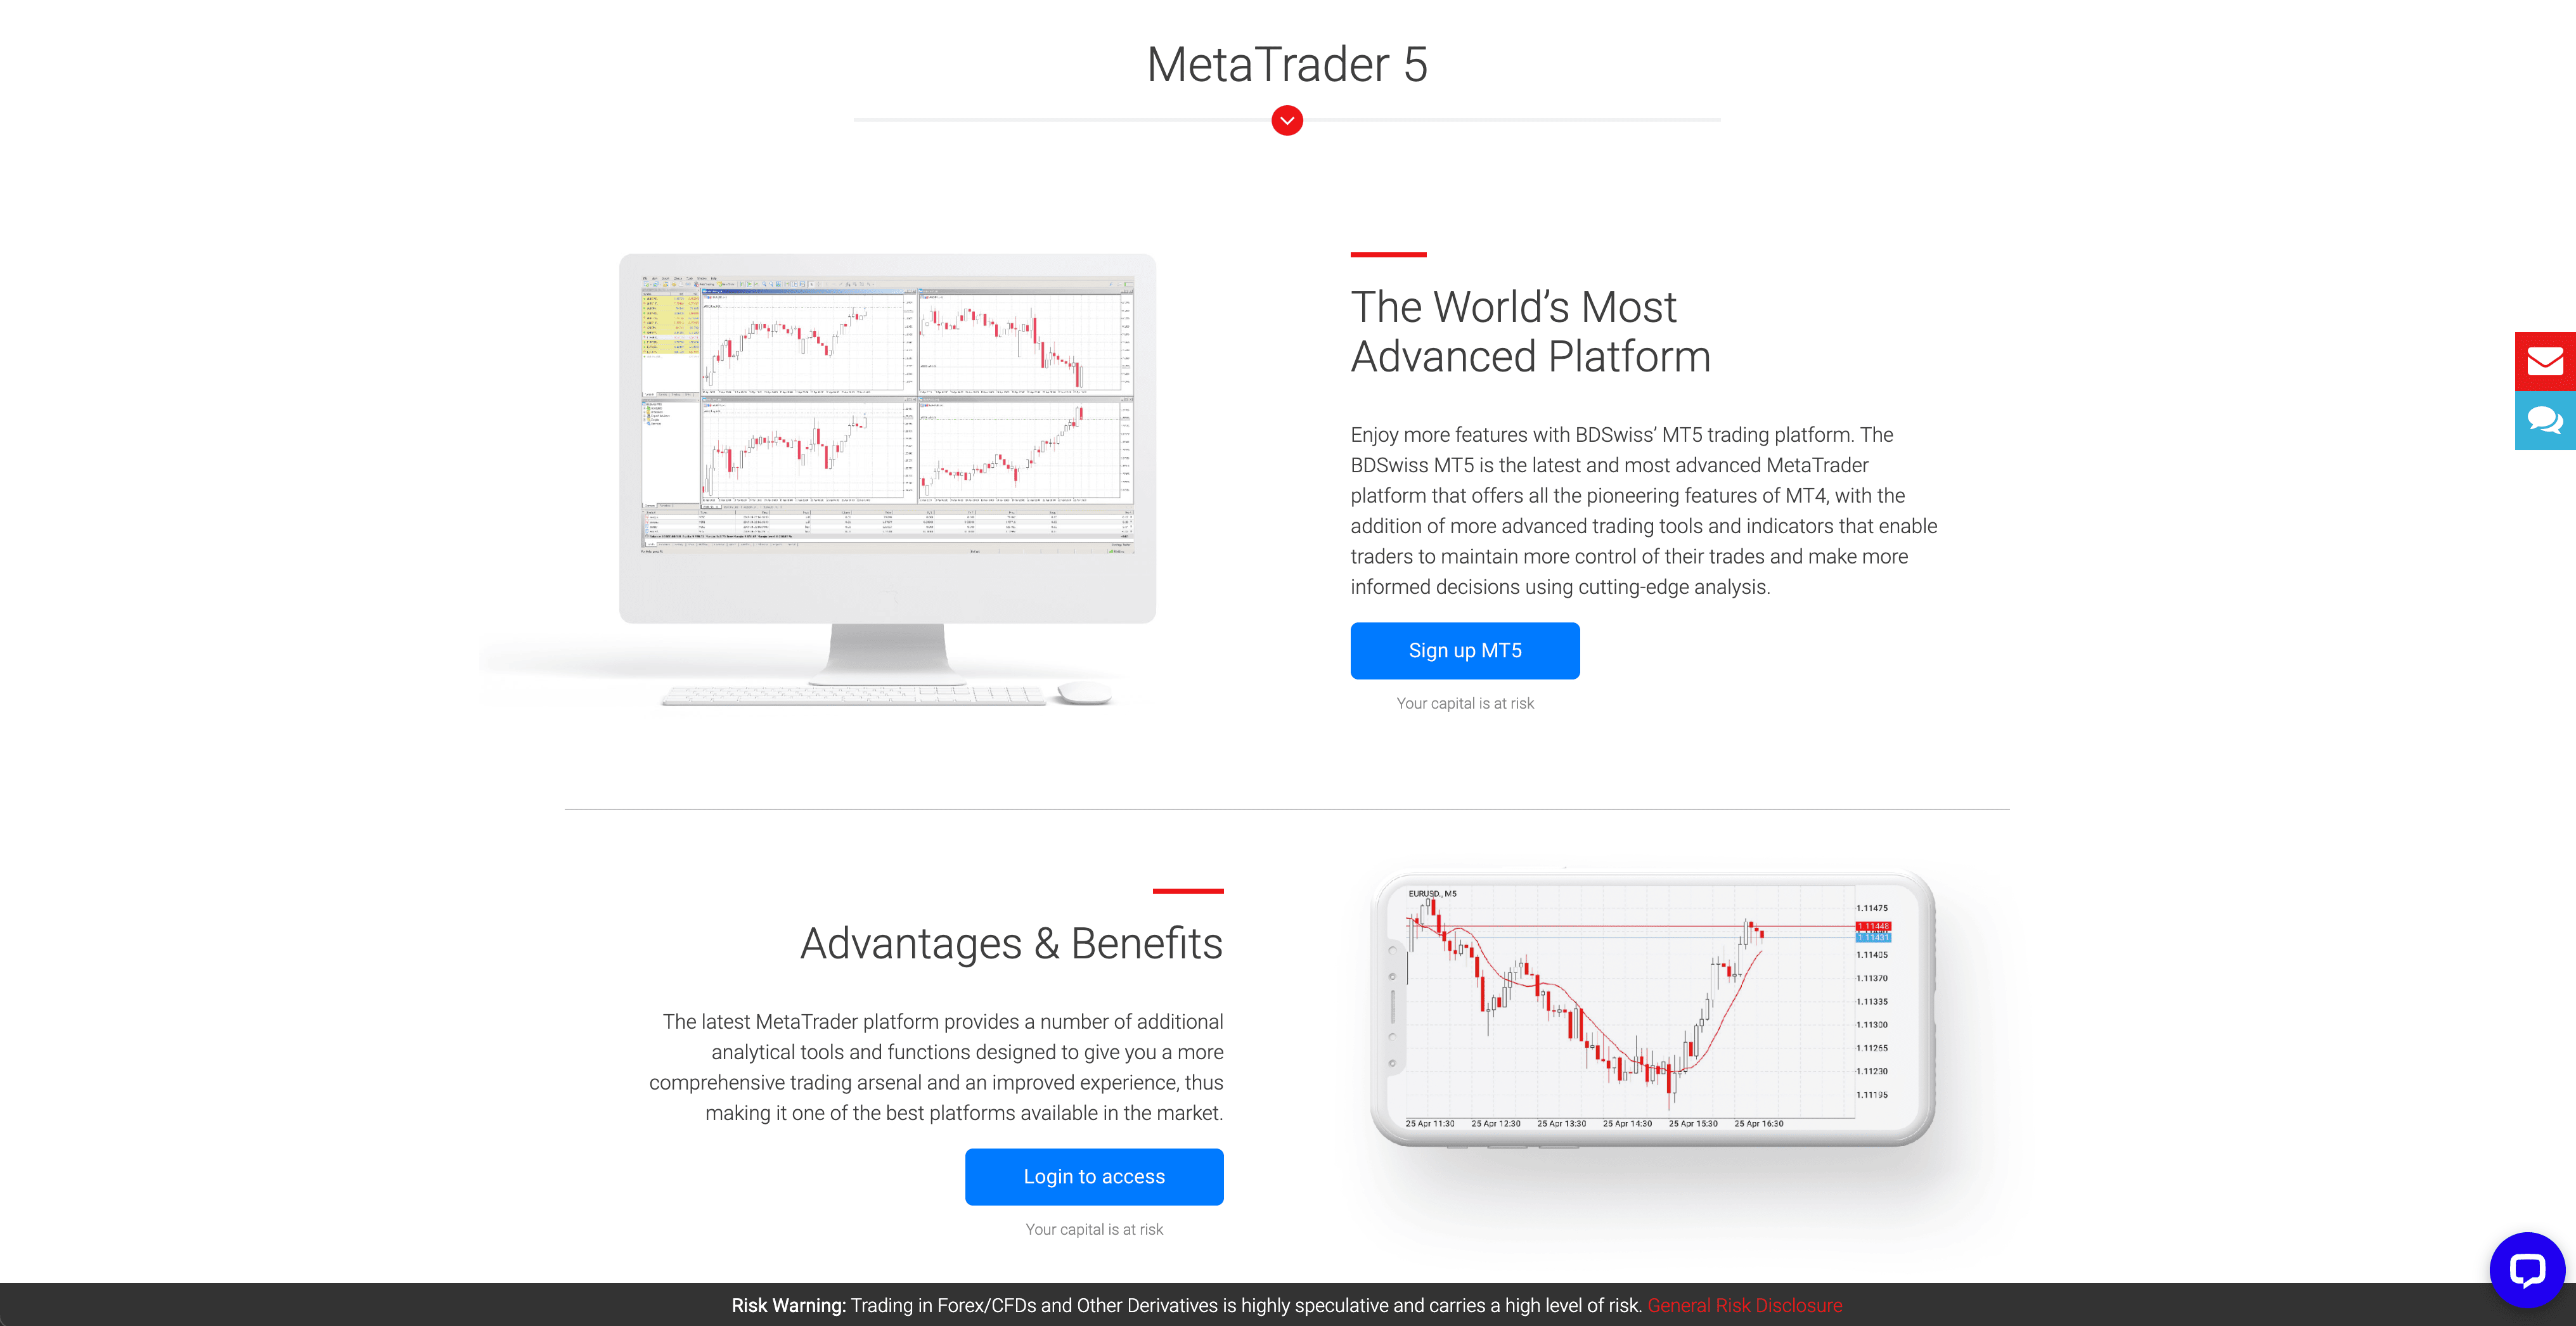 MetaTrader 5
The World’s Most
Advanced Platform
Enjoy more features with BDSwiss’ MT5 trading platform. The
BDSwiss MT5 is the latest and most advanced MetaTrader
platform that offers all the pioneering features of MT4, with the
addition of more advanced trading tools and indicators that enable
traders to maintain more control of their trades and make more
informed decisions using cutting-edge analysis.
Sign up MT5
Your capital is at risk
Advantages & Benefits
The latest MetaTrader platform provides a number of additional
analytical tools and functions designed to give you a more
comprehensive trading arsenal and an improved experience, thus
making it one of the best platforms available in the market.
Login to access
Your capital is at risk
EURUSD., M5
1.11475
1.11448
1.11431
1.11405
1.11370
1.11335
1.11300
1.11265
1.11230
1.11195
25 Apr 11:30 25 Apr 12:30 25 Apr 13:30 25 Apr 14:30 25 Apr 15:30 25 Apr 16:30
Risk Warning: Trading in Forex/CFDs and Other Derivatives is highly speculative and carries a high level of risk. General Risk Disclosure